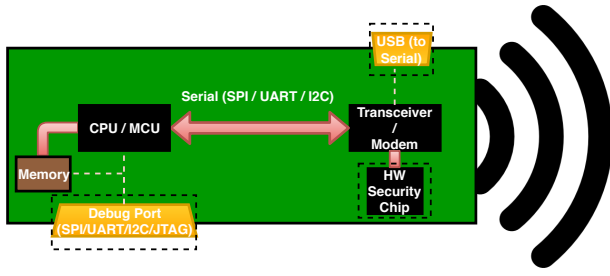 USB (to
Serial)
Serial (SPI / UART / I2C)
CPU / MCU
Transceiver
/
Modem
Memory
HW
Security
Chip
Debug Port
(SPI/UART/I2C/JTAG)